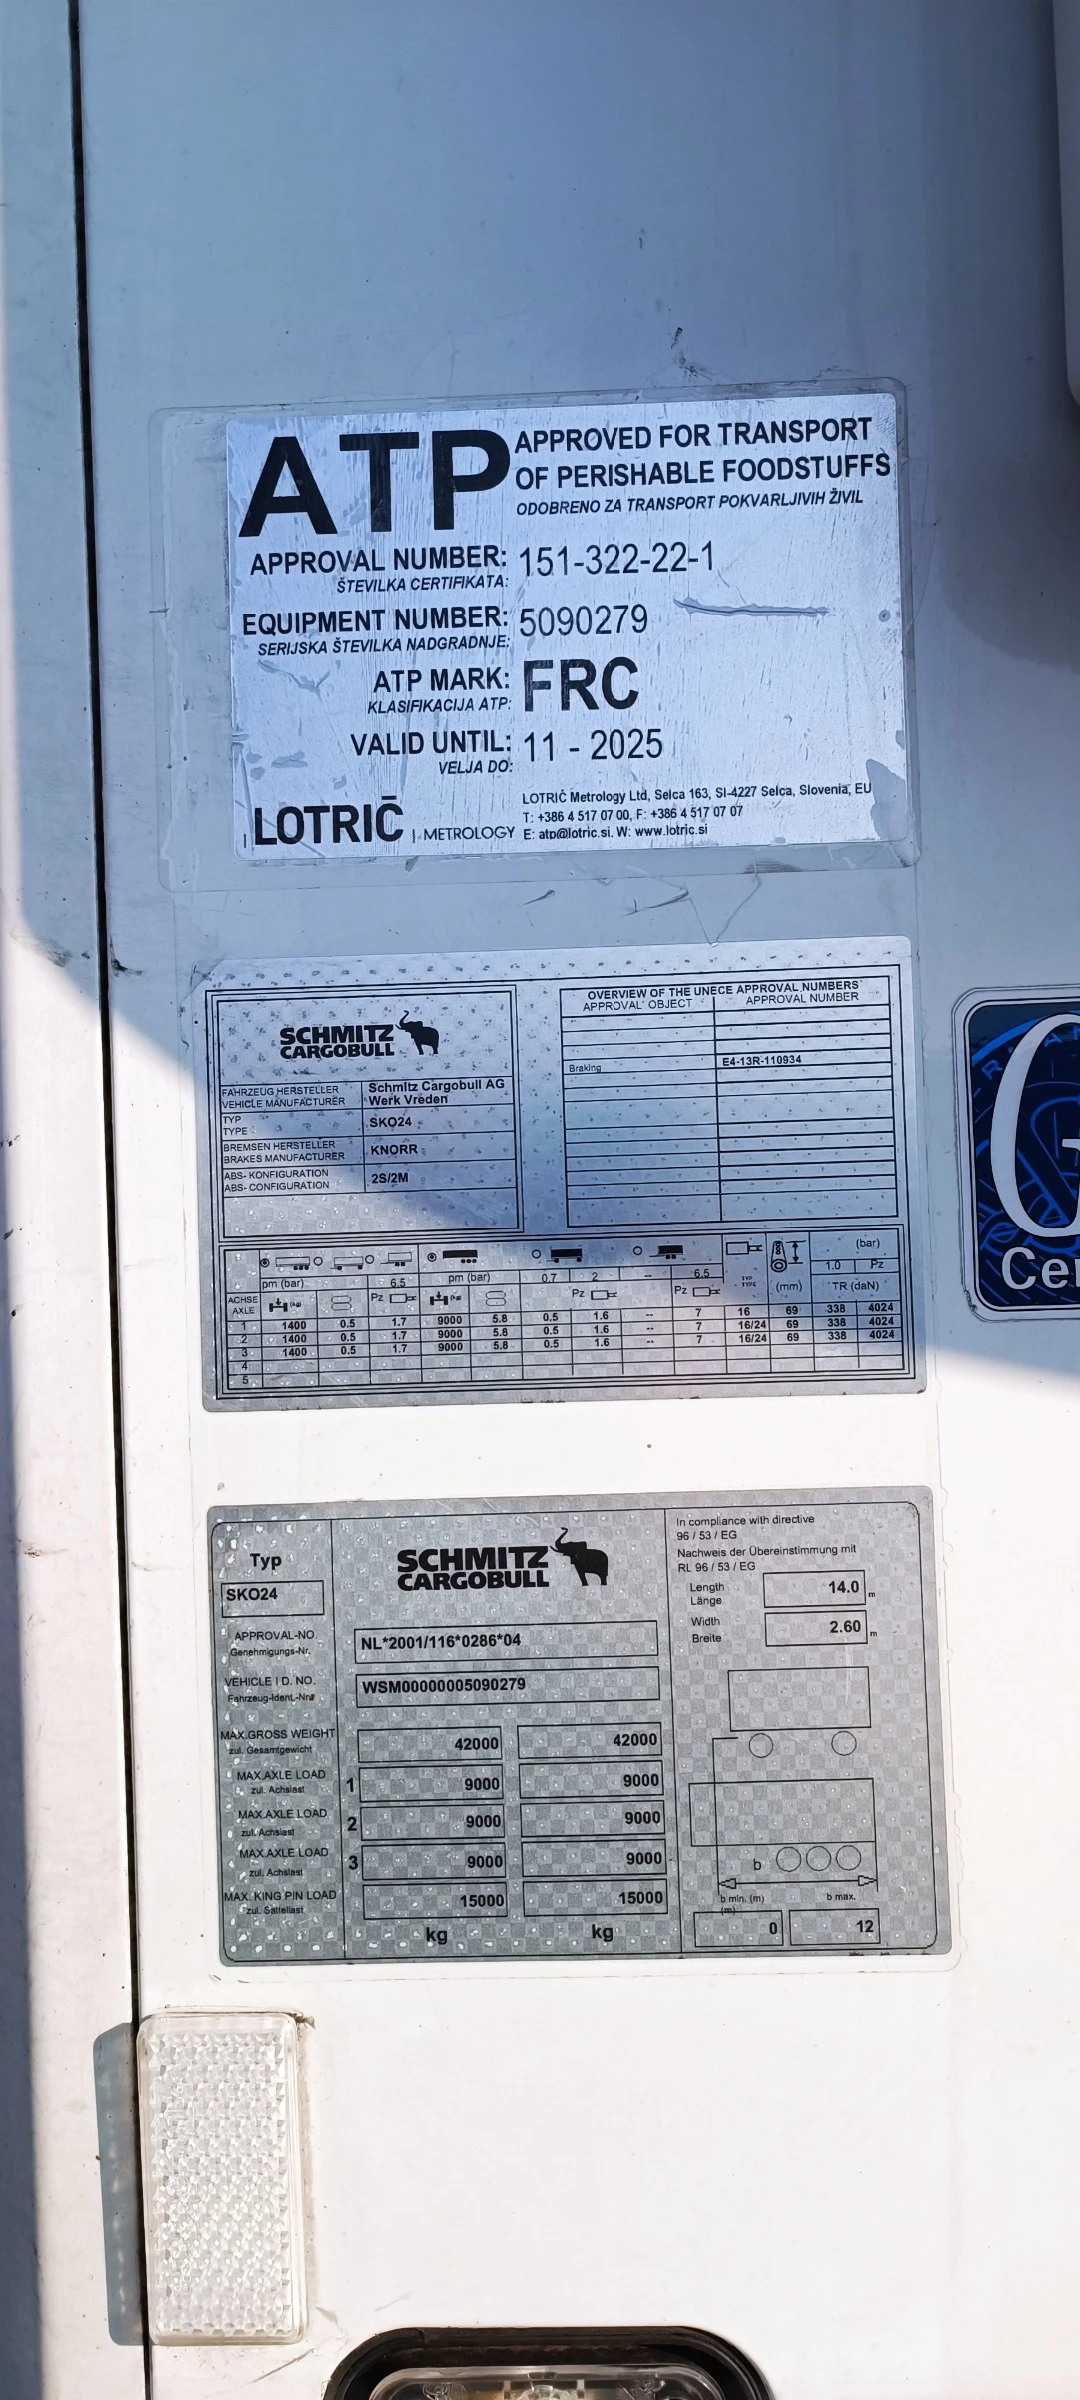 ATP
APPROVED FOR TRANSPORT
OF PERISHABLE FOODSTUFFS
ODOBRENO ZA TRANSPORT POKVARLJIVIH ŽIVIL
APPROVAL NUMBER: 151-322-22-1
ŠTEVILKA CERTIFIKATA:
EQUIPMENT NUMBER: 5090279
SERIJSKA ŠTEVILKA NADGRADNJE:
ATP MARK: FRC
KLASIFIKACIJA ATP:
VALID UNTIL: 11 - 2025
VELJA DO:
LOTRIČ | METROLOGY
LOTRIČ Metrology Ltd, Selca 163, SI-4227 Selca, Slovenia, EU
T: +386 4 517 07 00, F: +386 4 517 07 07
E: atp@lotric.si. W: www.lotric.si
SCHMITZ
CARGOBULL
FAHRZEUG HERSTELLER
VEHICLE MANUFACTURER
Schmitz Cargobull AG
Werk Vreden
TYP
TYPE
SKO24
BREMSEN HERSTELLER
BRAKES MANUFACTURER
KNORR
ABS- KONFIGURATION
ABS- CONFIGURATION
2S/2M
OVERVIEW OF THE UNECE APPROVAL NUMBERS
APPROVAL OBJECT APPROVAL NUMBER
Braking E4-13R-110934
(bar)
pm (bar) 6.5 pm (bar) 0.7 2 -- 6.5 1.0 Pz
TYP
TYPE
(mm) TR (daN)
ACHSE
AXLE
(kg) Pz (kg) Pz Pz
1 1400 0.5 1.7 9000 5.8 0.5 1.6 -- 7 16 69 338 4024
2 1400 0.5 1.7 9000 5.8 0.5 1.6 -- 7 16/24 69 338 4024
3 1400 0.5 1.7 9000 5.8 0.5 1.6 -- 7 16/24 69 338 4024
4
5
G
Cer
Typ
SKO24
SCHMITZ
CARGOBULL
In compliance with directive
96 / 53 / EG
Nachweis der Übereinstimmung mit
RL 96 / 53 / EG
Length
Länge
14.0 m
Width
Breite
2.60 m
APPROVAL-NO.
Genehmigungs-Nr.
NL*2001/116*0286*04
VEHICLE I D. NO.
Fahrzeug-Ident.-Nr.
WSM00000005090279
MAX.GROSS WEIGHT
zul. Gesamtgewicht
42000 42000
MAX.AXLE LOAD
zul. Achslast
1 9000 9000
MAX.AXLE LOAD
zul. Achslast
2 9000 9000
MAX.AXLE LOAD
zul. Achslast
3 9000 9000
MAX. KING PIN LOAD
zul. Sattellast
15000 15000
kg kg
b
b min. (m) b max.
(m)
0 12